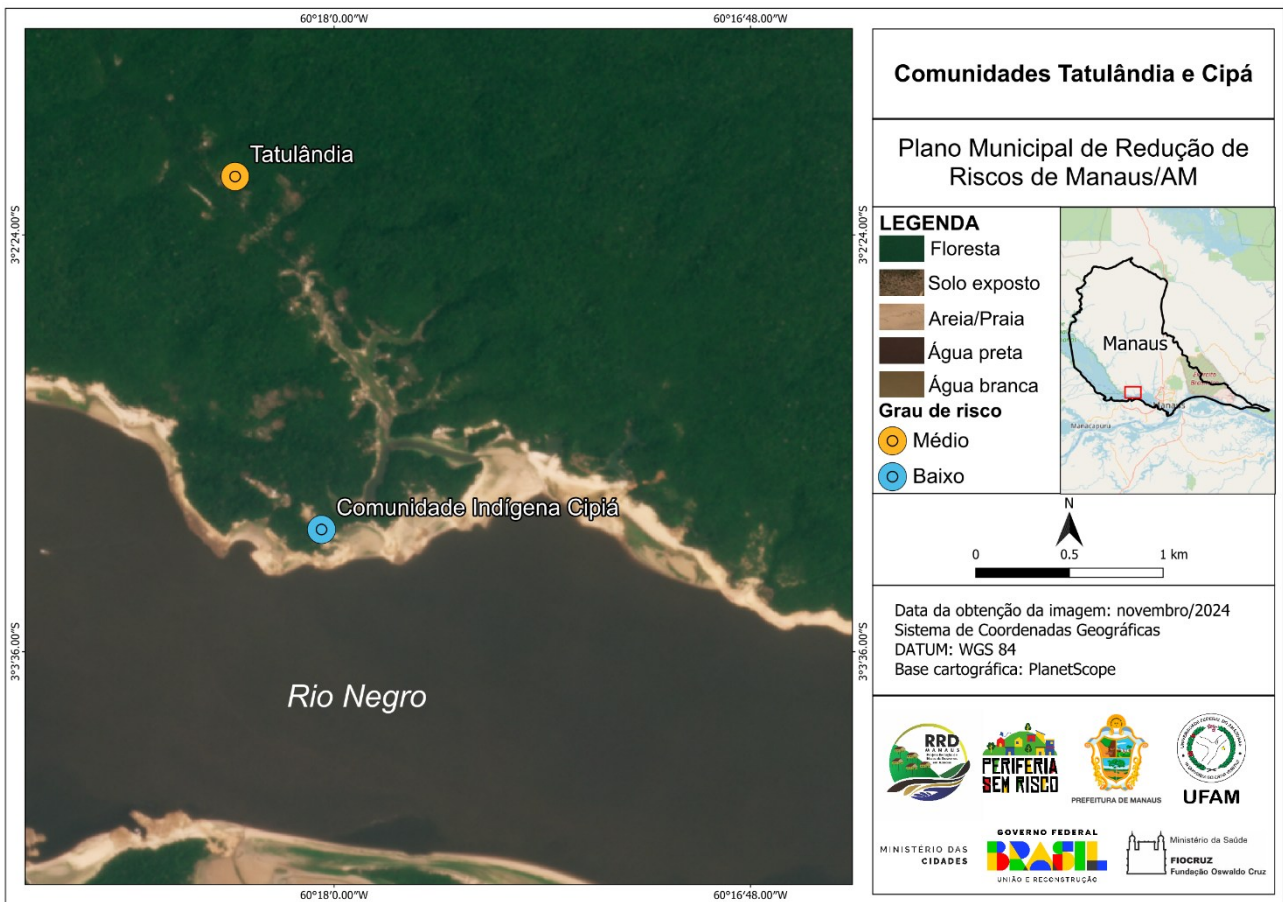 60°18'0.00"W
60°16'48.00"W
3°2'24.00"S
3°2'24.00"S
3°3'36.00"S
3°3'36.00"S
60°18'0.00"W
60°16'48.00"W
Tatulândia
Comunidade Indígena Cipiá
Rio Negro
Comunidades Tatulândia e Cipá
Plano Municipal de Redução de
Riscos de Manaus/AM
LEGENDA
Floresta
Solo exposto
Areia/Praia
Água preta
Água branca
Grau de risco
Médio
Baixo
Manaus
Manaus
Manacapuru
N
0 0.5 1 km
Data da obtenção da imagem: novembro/2024
Sistema de Coordenadas Geográficas
DATUM: WGS 84
Base cartográfica: PlanetScope
RRD
MANAUS
PERIFERIA
SEM RISCO
PREFEITURA DE MANAUS
UFAM
MINISTÉRIO DAS
CIDADES
GOVERNO FEDERAL
BRASIL
UNIÃO E RECONSTRUÇÃO
Ministério da Saúde
FIOCRUZ
Fundação Oswaldo Cruz